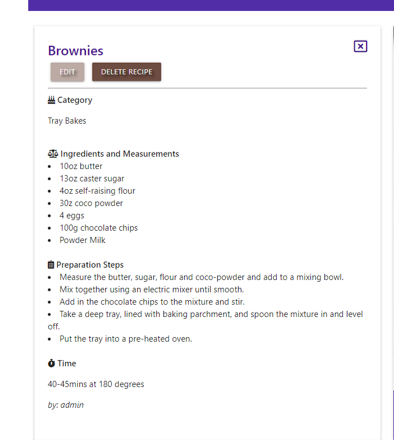 Brownies
EDIT
DELETE RECIPE
Category
Tray Bakes
Ingredients and Measurements
10oz butter
13oz caster sugar
4oz self-raising flour
30z coco powder
4 eggs
100g chocolate chips
Powder Milk
Preparation Steps
Measure the butter, sugar, flour and coco-powder and add to a mixing bowl.
Mix together using an electric mixer until smooth.
Add in the chocolate chips to the mixture and stir.
Take a deep tray, lined with baking parchment, and spoon the mixture in and level
off.
Put the tray into a pre-heated oven.
Time
40-45mins at 180 degrees
by: admin